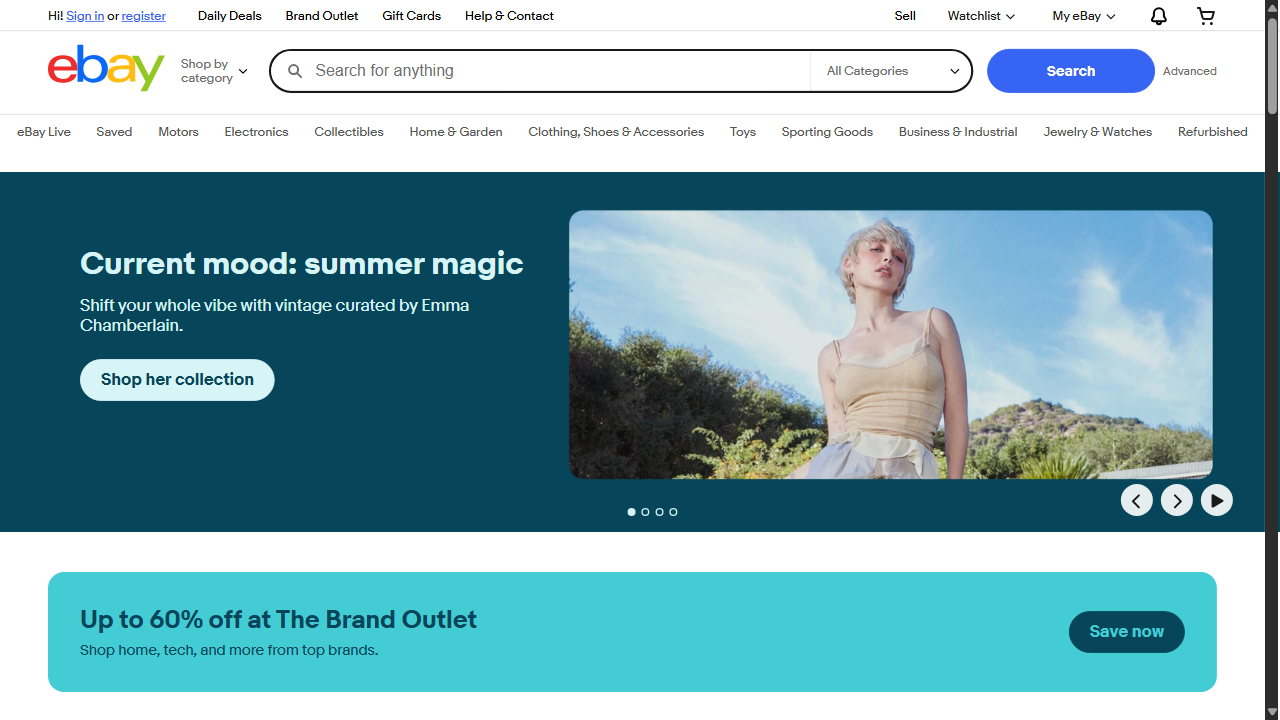 Hi! Sign in or register Daily Deals Brand Outlet Gift Cards Help & Contact Sell Watchlist My eBay
ebay
Shop by
category
Search for anything
All Categories
Search
Advanced
eBay Live Saved Motors Electronics Collectibles Home & Garden Clothing, Shoes & Accessories Toys Sporting Goods Business & Industrial Jewelry & Watches Refurbished
Current mood: summer magic
Shift your whole vibe with vintage curated by Emma
Chamberlain.
Shop her collection
Up to 60% off at The Brand Outlet
Shop home, tech, and more from top brands.
Save now